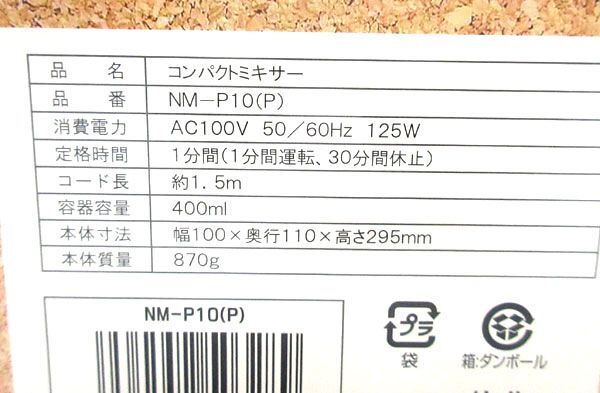 品名 コンパクトミキサー
品番 NM－P10(P)
消費電力 AC100V 50／60Hz 125W
定格時間 1分間(1分間運転、30分間休止)
コード長 約1．5m
容器容量 400ml
本体寸法 幅100×奥行110×高さ295mm
本体質量 870g
NM-P10(P)
プラ
袋
箱:ダンボール